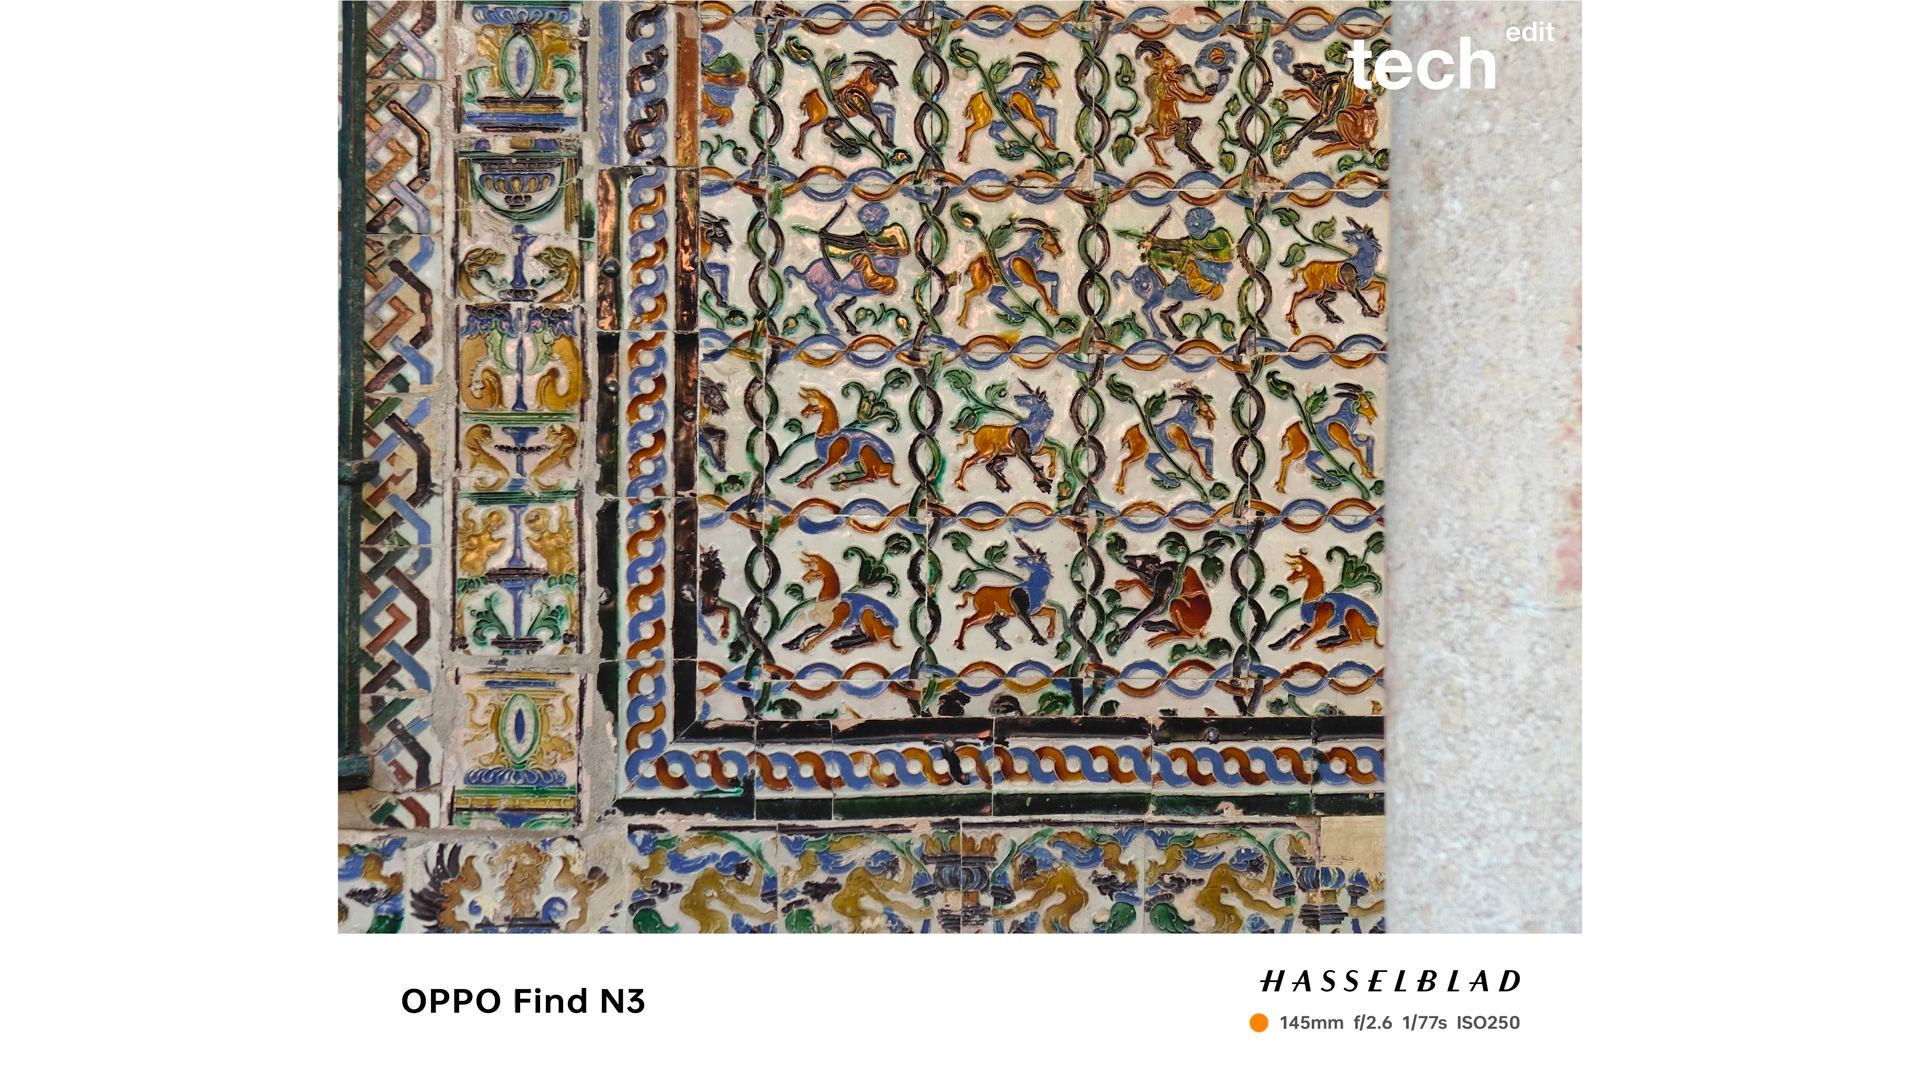 edit
tech
OPPO Find N3
HASSELBLAD
145mm f/2.6 1/77s ISO250